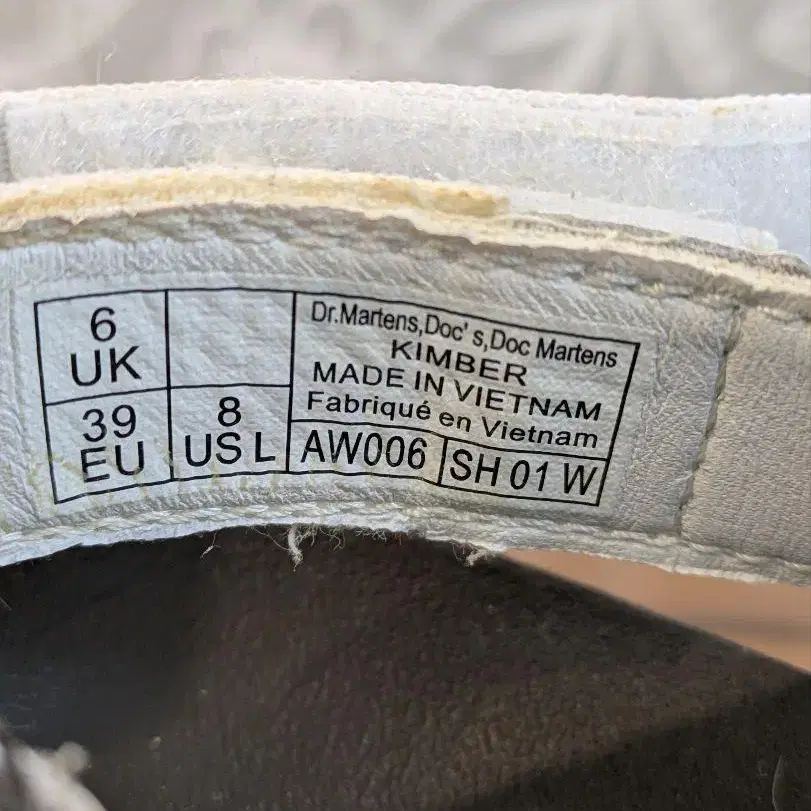 6
UK
39
EU
8
US L
Dr.Martens,Doc's,Doc Martens
KIMBER
MADE IN VIETNAM
Fabriqué en Vietnam
AW006
SH 01 W